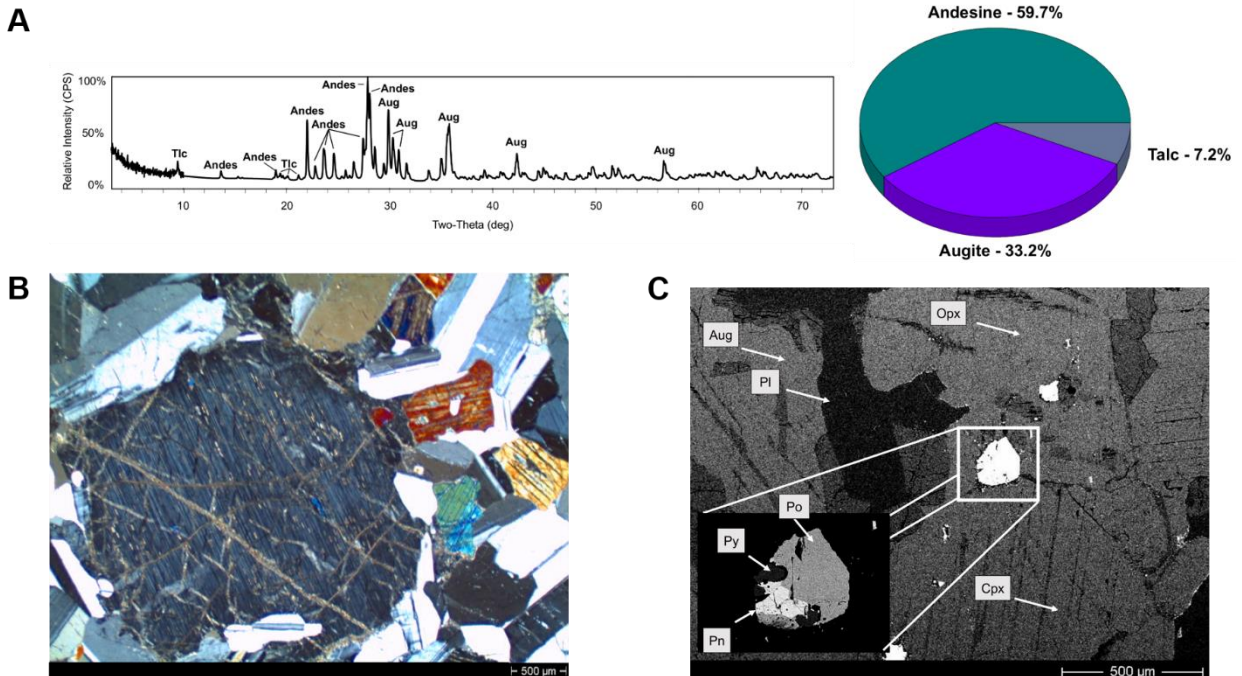 A
Relative Intensity (CPS)
100%
50%
0%
Tlc
Andes
Andes
Tlc
Andes
Andes
Andes
Andes
Aug
Aug
Aug
Aug
Aug
10 20 30 40 50 60 70
Two-Theta (deg)
Andesine - 59.7%
Talc - 7.2%
Augite - 33.2%
B
500 µm
C
Opx
Aug
Pl
Po
Py
Pn
Cpx
500 µm